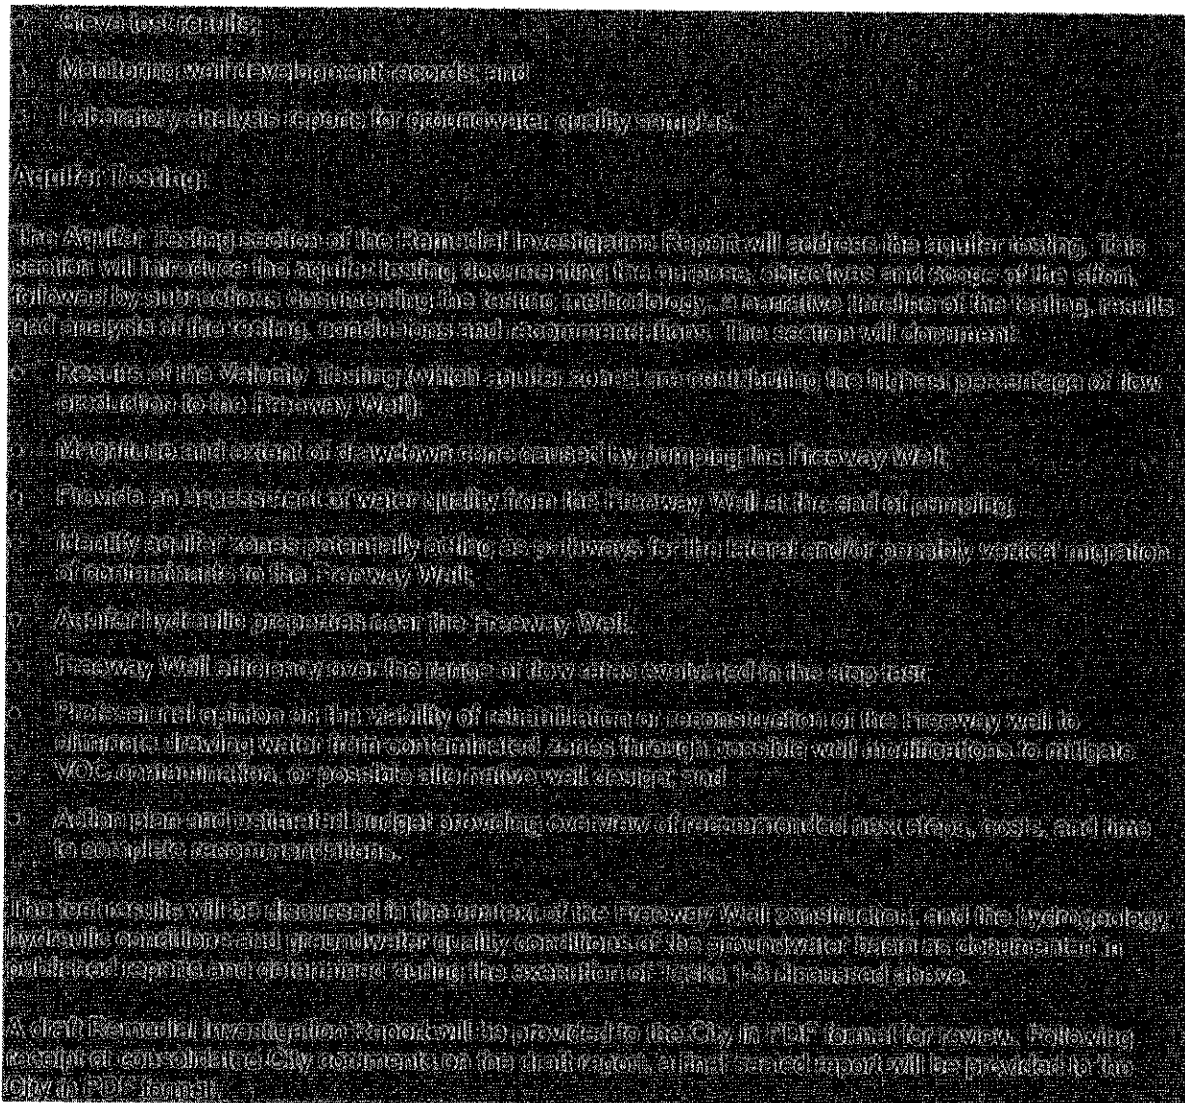 • Sieve test results;
• Monitoring well development records; and
• Laboratory analysis reports for groundwater quality samples.
Aquifer Testing:
The Aquifer Testing section of the Remedial Investigation Report will address the aquifer testing. This
section will introduce the aquifer testing documenting the purpose, objectives and scope of the effort,
followed by subsections documenting the testing methodology, a narrative timeline of the testing, results
and analysis of the testing, conclusions and recommendations. The section will document:
• Results of the Velocity Testing (which aquifer zones are contributing the highest percentage of flow
production to the Freeway Well);
• Magnitude and extent of drawdown cone caused by pumping the Freeway Well;
• Provide an assessment of water quality from the Freeway Well at the end of pumping;
• Identify aquifer zones potentially acting as pathways for the lateral and/or possibly vertical migration
of contaminants to the Freeway Well;
• Aquifer hydraulic properties near the Freeway Well;
• Freeway Well efficiency over the range of flow rates evaluated in the step test;
• Professional opinion on the viability of rehabilitation or reconstruction of the Freeway well to
eliminate drawing water from contaminated zones through possible well modifications to mitigate
VOC contamination, or possible alternative well design; and
• Action plan and estimated budget providing overview of recommended next steps, costs, and time
to complete recommendations.
The test results will be discussed in the context of the Freeway Well construction, and the hydrogeology,
hydraulic conditions and groundwater quality conditions of the groundwater basin as documented in
published reports and determined during the execution of Tasks 1-6 discussed above.
A draft Remedial Investigation Report will be provided to the City in PDF format for review. Following
receipt of consolidated City comments on the draft report, a final sealed report will be provided to the
City in PDF format.